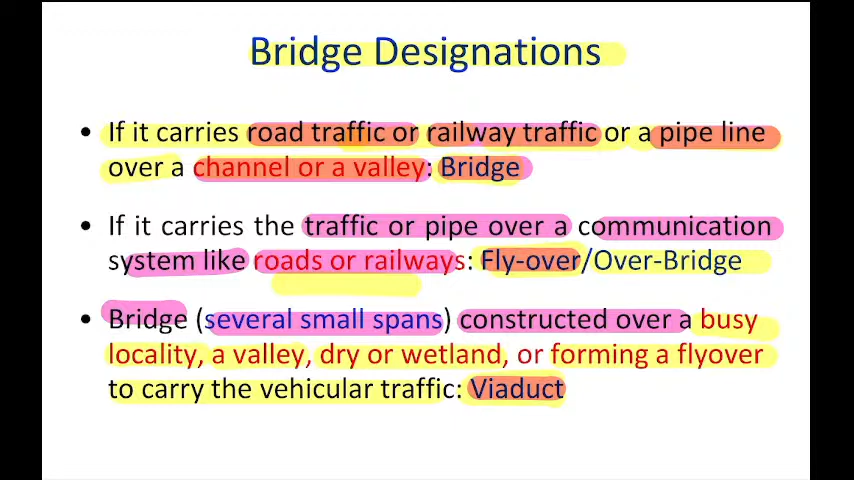 Bridge Designations
• If it carries road traffic or railway traffic or a pipe line
over a channel or a valley: Bridge
• If it carries the traffic or pipe over a communication
system like roads or railways: Fly-over/Over-Bridge
• Bridge (several small spans) constructed over a busy
locality, a valley, dry or wetland, or forming a flyover
to carry the vehicular traffic: Viaduct